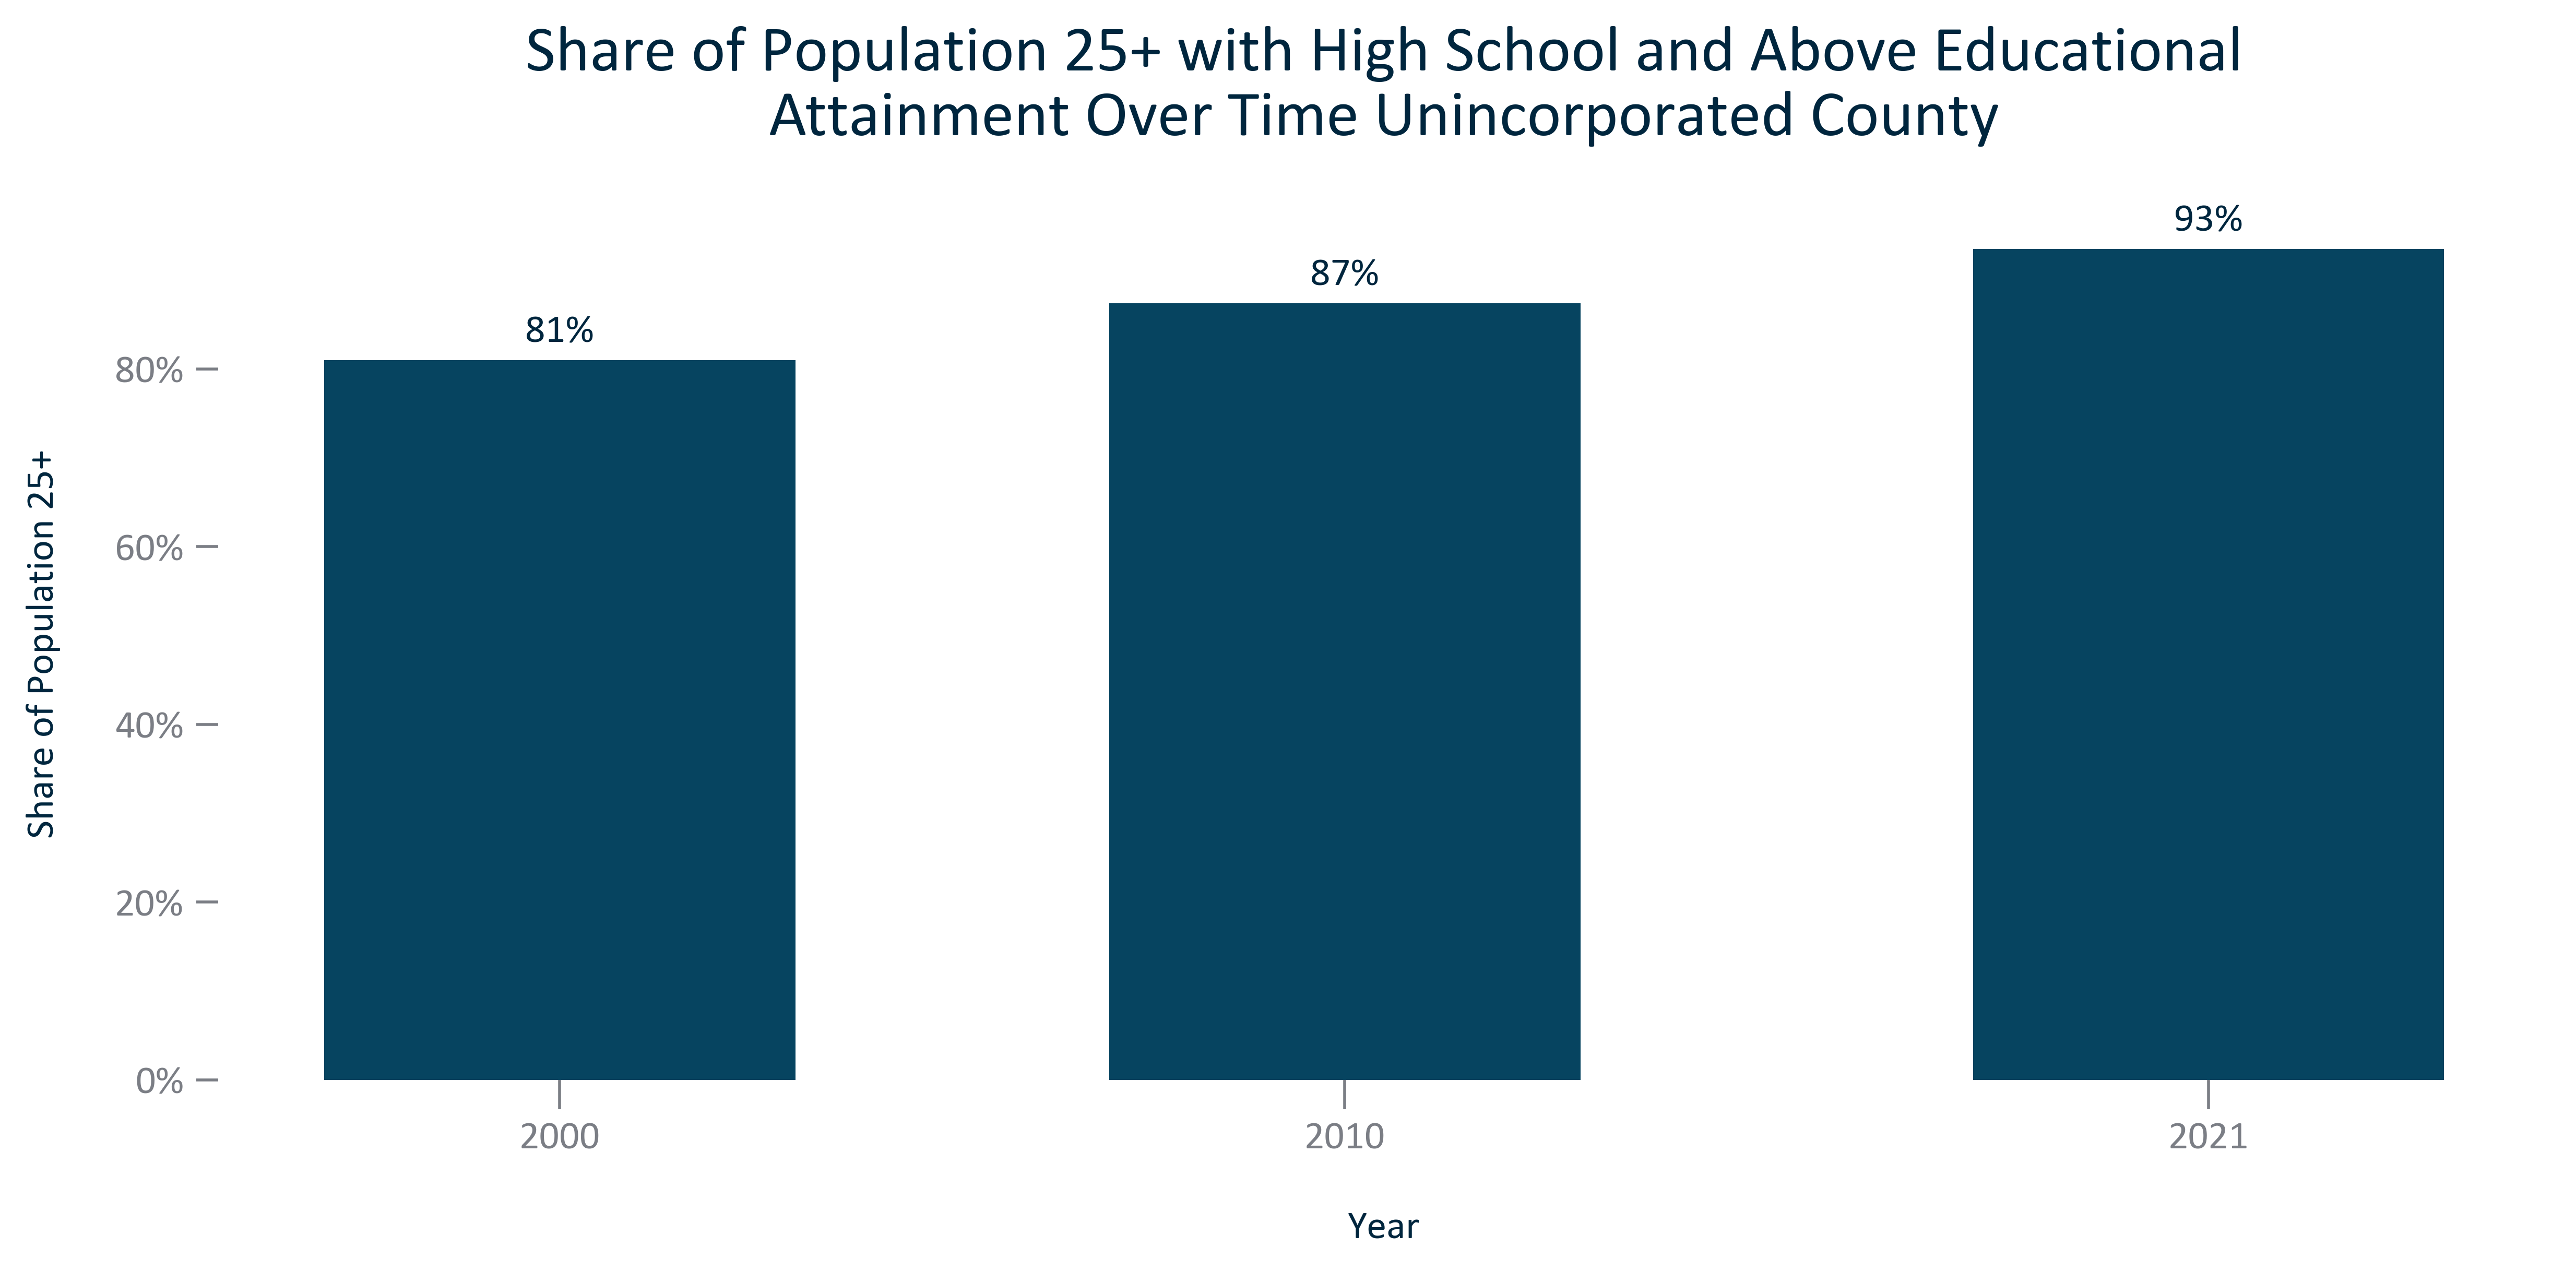 Share of Population 25+ with High School and Above Educational
Attainment Over Time Unincorporated County
93%
87%
81%
80%
60%
40%
20%
0%
Share of Population 25+
2000
2010
2021
Year